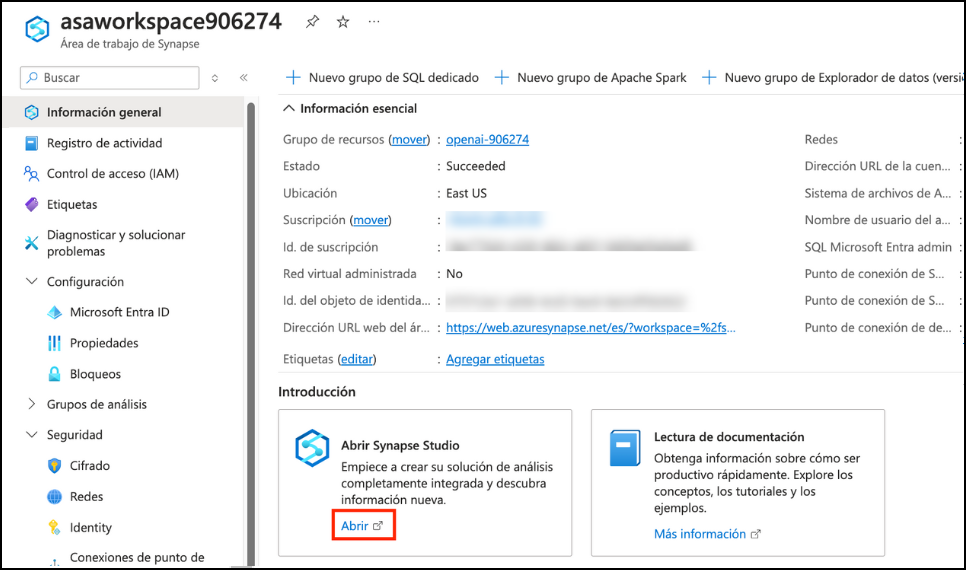 asaworkspace906274
Área de trabajo de Synapse
Buscar
Información general
Registro de actividad
Control de acceso (IAM)
Etiquetas
Diagnosticar y solucionar
problemas
Configuración
Microsoft Entra ID
Propiedades
Bloqueos
Grupos de análisis
Seguridad
Cifrado
Redes
Identity
Conexiones de punto de
Nuevo grupo de SQL dedicado
Nuevo grupo de Apache Spark
Nuevo grupo de Explorador de datos (versi
Información esencial
Grupo de recursos (mover) : openai-906274
Estado : Succeeded
Ubicación : East US
Suscripción (mover) :
Id. de suscripción :
Red virtual administrada : No
Id. del objeto de identida... :
Dirección URL web del ár... : https://web.azuresynapse.net/es/?workspace=%2fs...
Etiquetas (editar) : Agregar etiquetas
Redes :
Dirección URL de la cuen... :
Sistema de archivos de A... :
Nombre de usuario del a... :
SQL Microsoft Entra admin :
Punto de conexión de S... :
Punto de conexión de S... :
Punto de conexión de de... :
Introducción
Abrir Synapse Studio
Empiece a crear su solución de análisis
completamente integrada y descubra
información nueva.
Abrir
Lectura de documentación
Obtenga información sobre cómo ser
productivo rápidamente. Explore los
conceptos, los tutoriales y los
ejemplos.
Más información